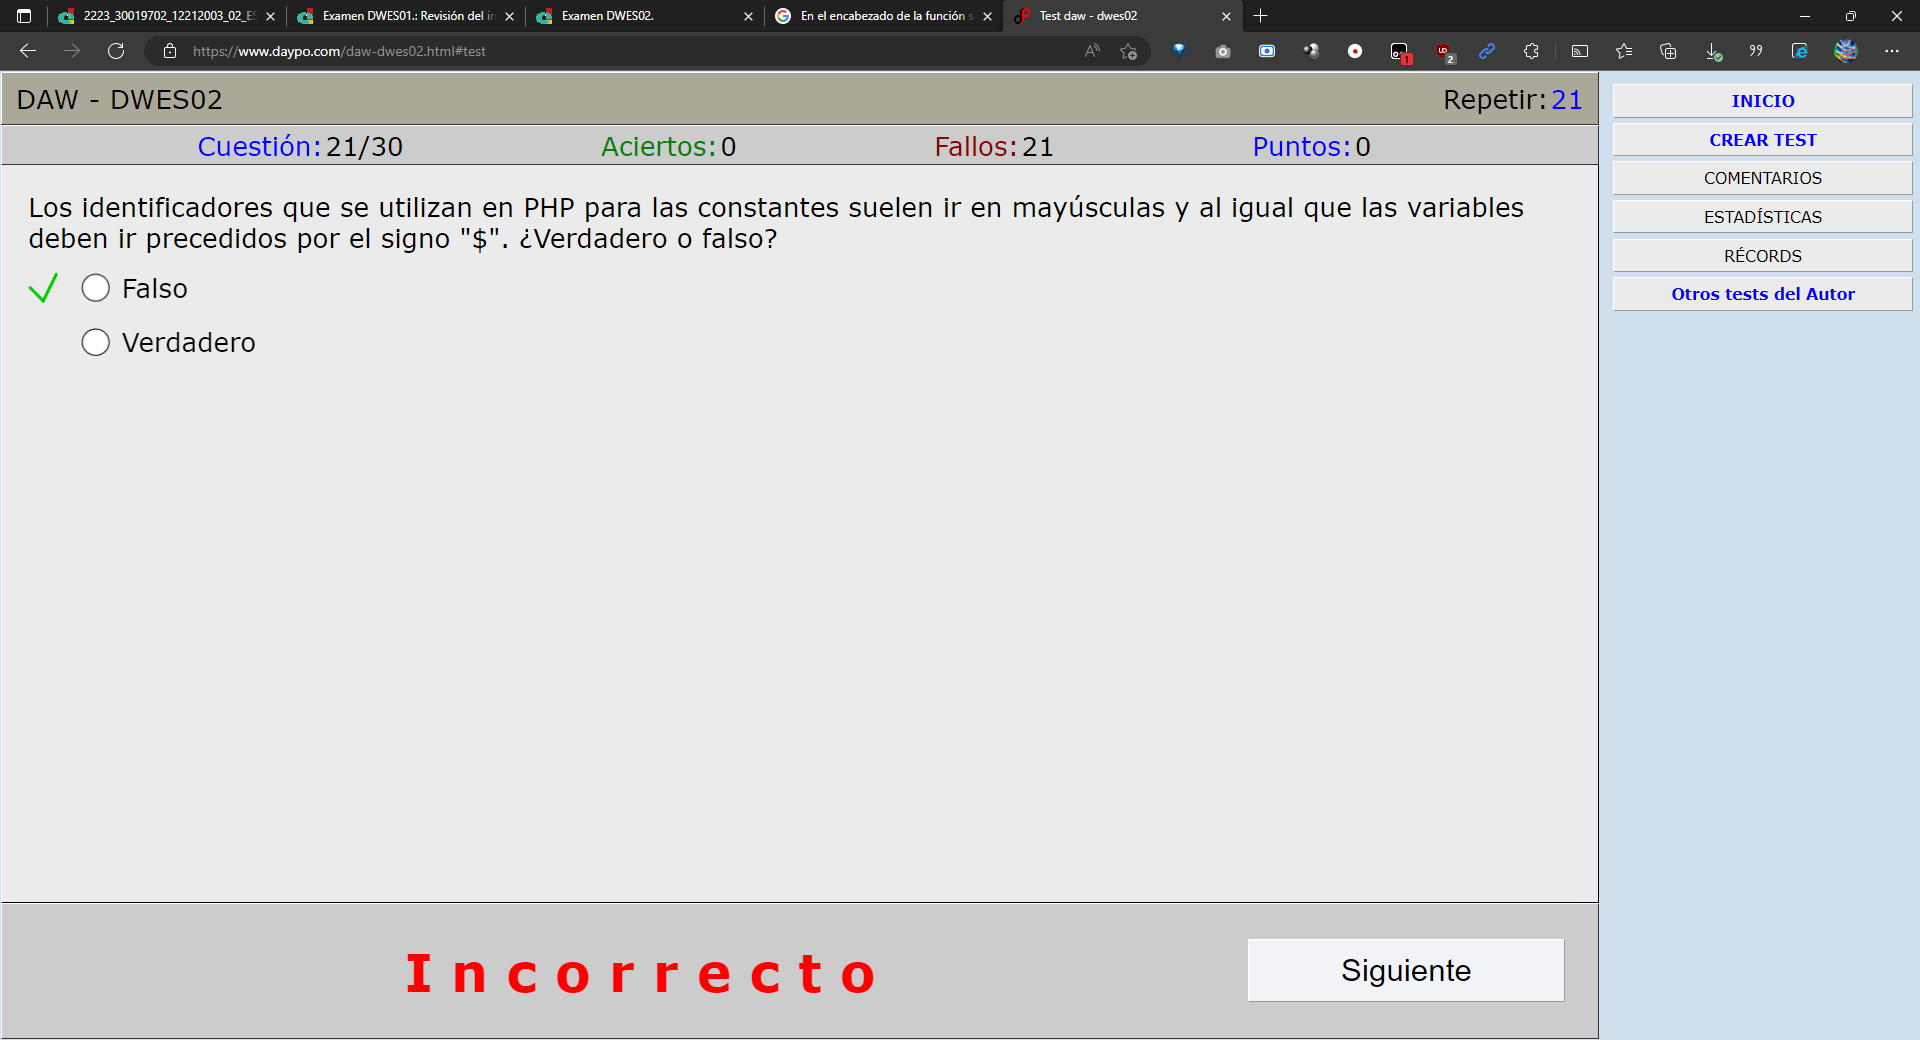 2223_30019702_12212003_02_ES
Examen DWES01.: Revisión del in
Examen DWES02.
En el encabezado de la función s
Test daw - dwes02
https://www.daypo.com/daw-dwes02.html#test
1
2
DAW - DWES02
Repetir:21
Cuestión:21/30
Aciertos:0
Fallos:21
Puntos:0
Los identificadores que se utilizan en PHP para las constantes suelen ir en mayúsculas y al igual que las variables
deben ir precedidos por el signo "$". ¿Verdadero o falso?
Falso
Verdadero
Incorrecto
Siguiente
INICIO
CREAR TEST
COMENTARIOS
ESTADÍSTICAS
RÉCORDS
Otros tests del Autor